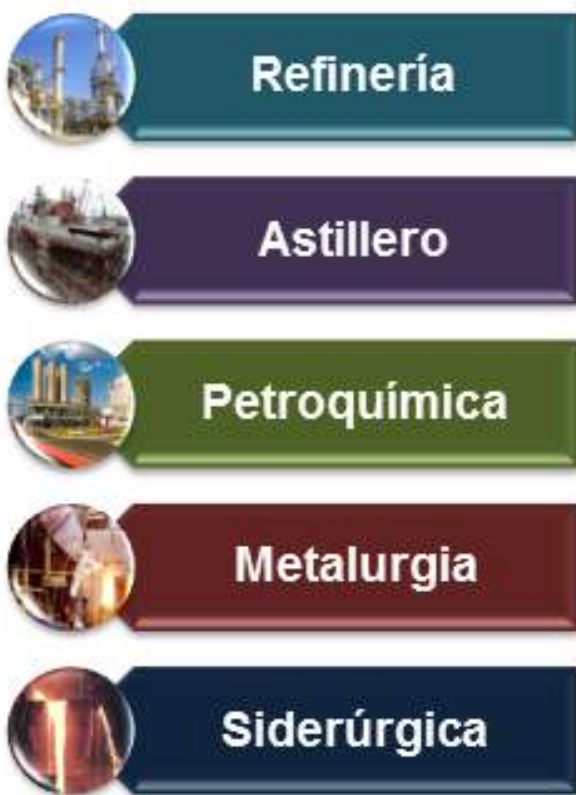 Refinería
Astillero
Petroquímica
Metalurgia
Siderúrgica